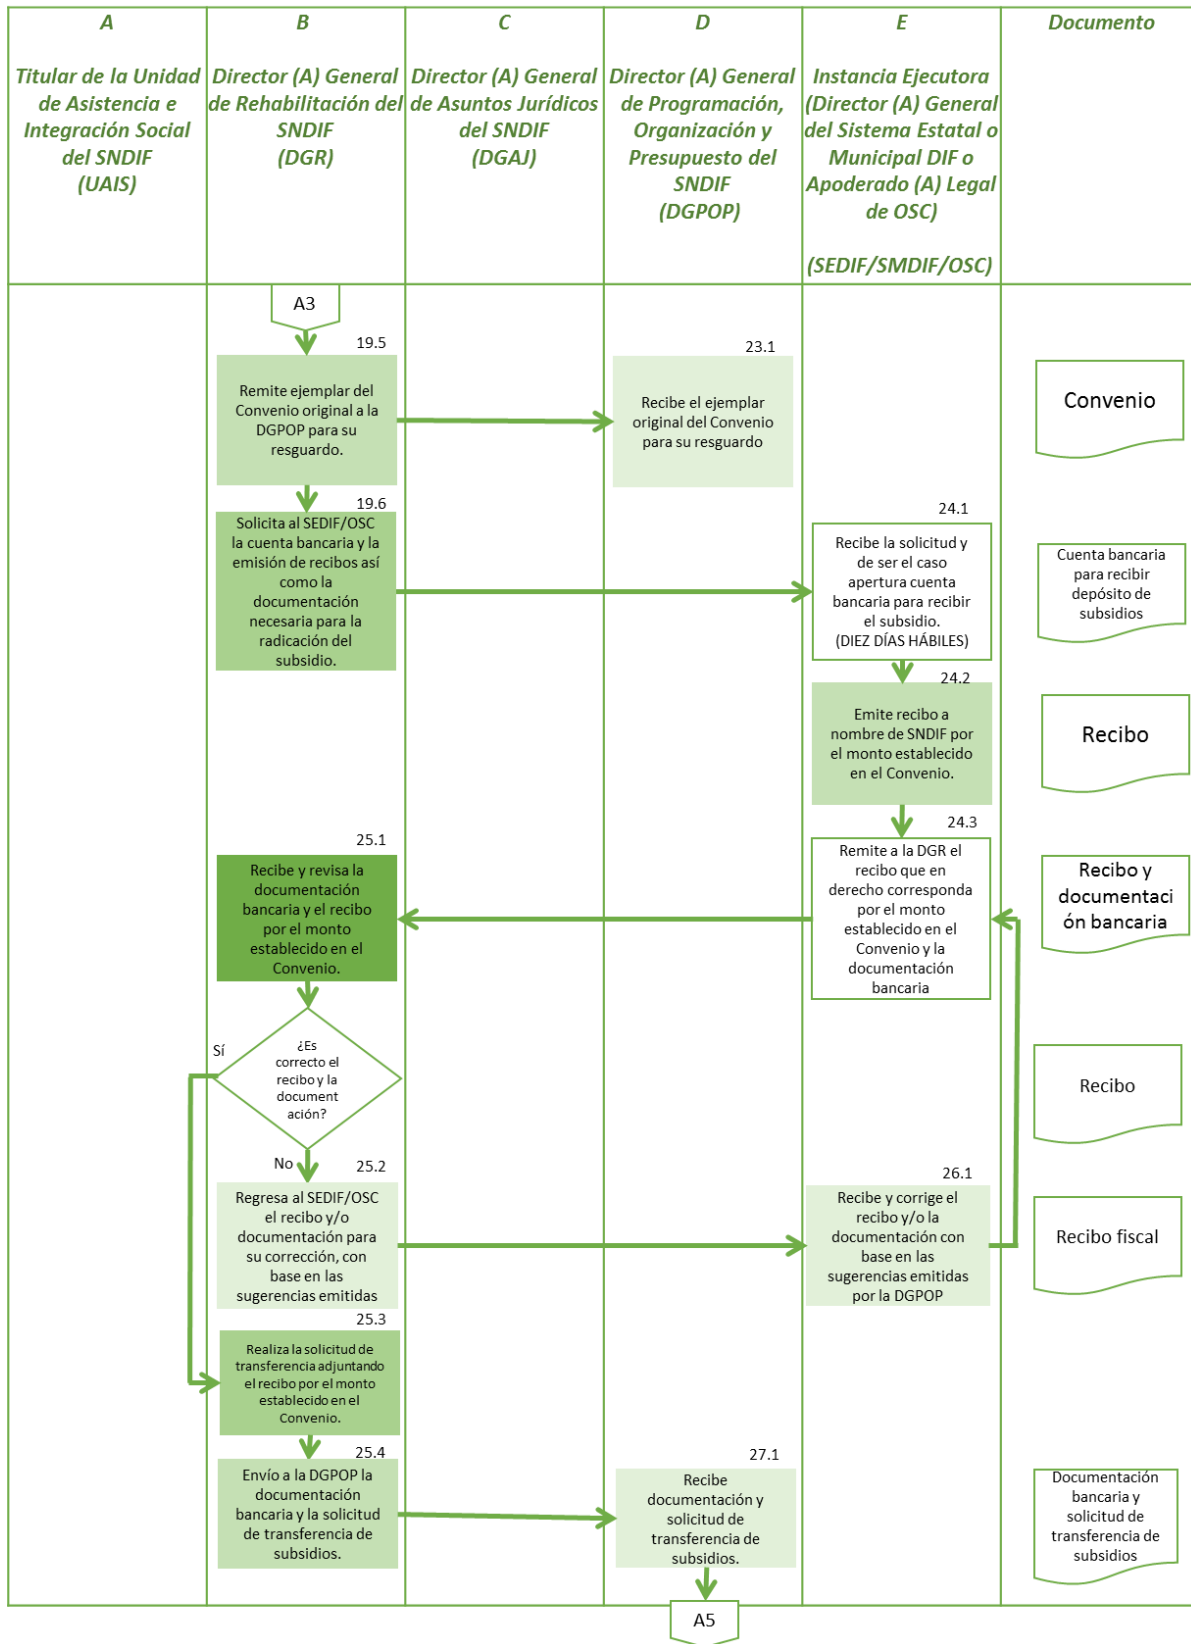 A
Titular de la Unidad
de Asistencia e
Integración Social
del SNDIF
(UAIS)
B
Director (A) General
de Rehabilitación del
SNDIF
(DGR)
C
Director (A) General
de Asuntos Jurídicos
del SNDIF
(DGAJ)
D
Director (A) General
de Programación,
Organización y
Presupuesto del
SNDIF
(DGPOP)
E
Instancia Ejecutora
(Director (A) General
del Sistema Estatal o
Municipal DIF o
Apoderado (A) Legal
de OSC)
(SEDIF/SMDIF/OSC)
Documento
A3
19.5
Remite ejemplar del
Convenio original a la
DGPOP para su
resguardo.
23.1
Recibe el ejemplar
original del Convenio
para su resguardo
Convenio
19.6
Solicita al SEDIF/OSC
la cuenta bancaria y la
emisión de recibos así
como la
documentación
necesaria para la
radicación del
subsidio.
24.1
Recibe la solicitud y
de ser el caso
apertura cuenta
bancaria para recibir
el subsidio.
(DIEZ DÍAS HÁBILES)
Cuenta bancaria
para recibir
depósito de
subsidios
24.2
Emite recibo a
nombre de SNDIF por
el monto establecido
en el Convenio.
Recibo
24.3
Remite a la DGR el
recibo que en
derecho corresponda
por el monto
establecido en el
Convenio y la
documentación
bancaria
25.1
Recibe y revisa la
documentación
bancaria y el recibo
por el monto
establecido en el
Convenio.
Recibo y
documentaci
ón bancaria
Sí
¿Es
correcto el
recibo y la
document
ación?
Recibo
No
25.2
Regresa al SEDIF/OSC
el recibo y/o
documentación para
su corrección, con
base en las
sugerencias emitidas
26.1
Recibe y corrige el
recibo y/o la
documentación con
base en las
sugerencias emitidas
por la DGPOP
Recibo fiscal
25.3
Realiza la solicitud de
transferencia adjuntando
el recibo por el monto
establecido en el
Convenio.
25.4
Envío a la DGPOP la
documentación
bancaria y la solicitud
de transferencia de
subsidios.
27.1
Recibe
documentación y
solicitud de
transferencia de
subsidios.
Documentación
bancaria y
solicitud de
transferencia de
subsidios
A5